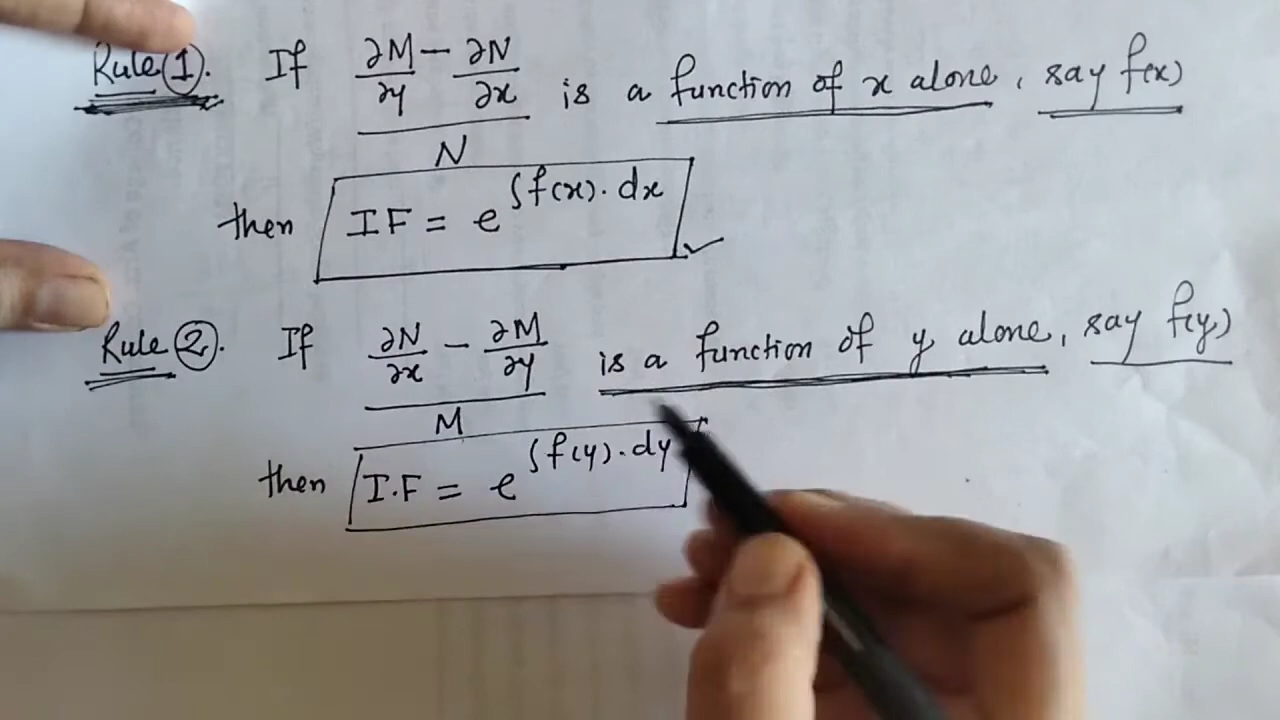 Rule (1). If (∂M/∂y - ∂N/∂x)/N is a function of x alone, say f(x)
then IF = e^{∫f(x).dx} ✓
Rule (2). If (∂N/∂x - ∂M/∂y)/M is a function of y alone, say f(y)
then I.F = e^{∫f(y).dy}